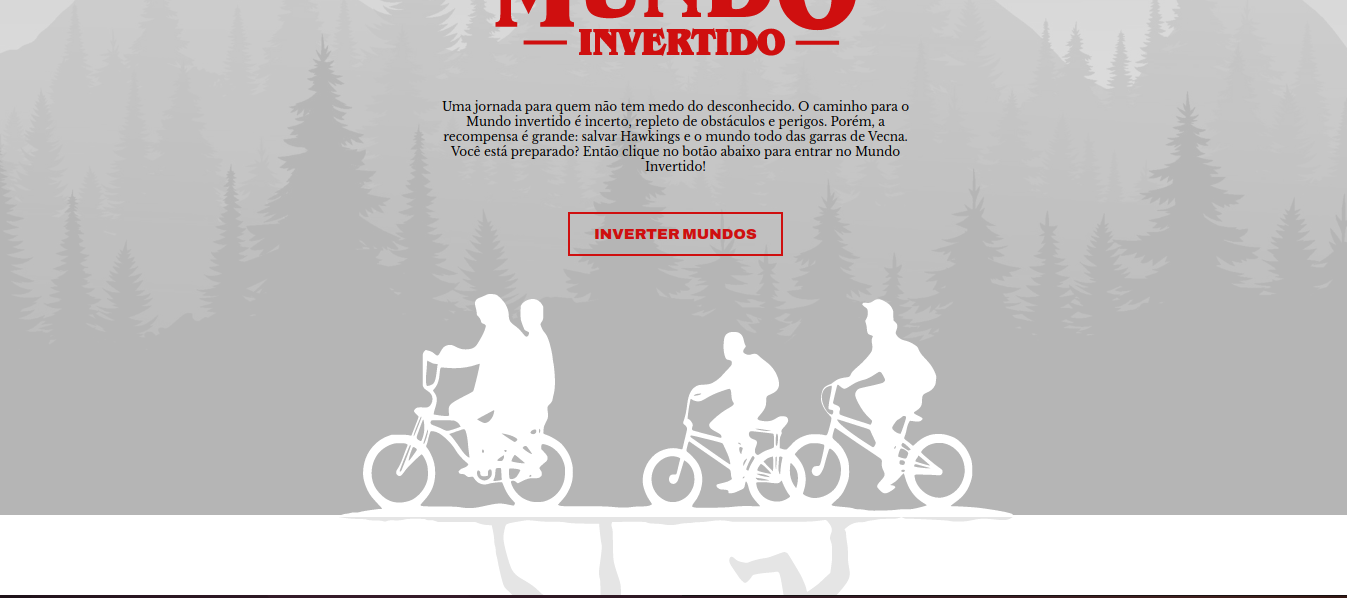 MUNDO
INVERTIDO
Uma jornada para quem não tem medo do desconhecido. O caminho para o
Mundo invertido é incerto, repleto de obstáculos e perigos. Porém, a
recompensa é grande: salvar Hawkings e o mundo todo das garras de Vecna.
Você está preparado? Então clique no botão abaixo para entrar no Mundo
Invertido!
INVERTER MUNDOS